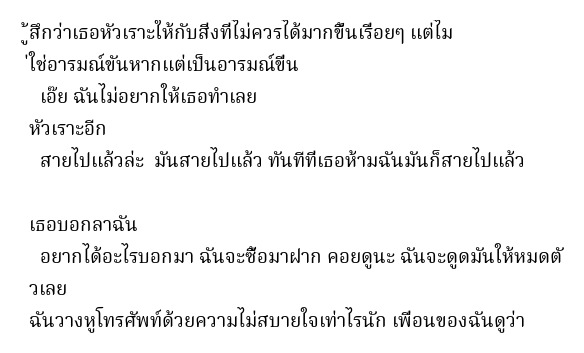 ู้สึกว่าเธอหัวเราะให้กับสิ่งที่ไม่ควรได้มากขึ้นเรื่อยๆ แต่ไม
่ใช่อารมณ์ขันหากแต่เป็นอารมณ์ขื่น
เอ๊ย ฉันไม่อยากให้เธอทำเลย
หัวเราะอีก
สายไปแล้วล่ะ มันสายไปแล้ว ทันทีที่เธอห้ามฉันมันก็สายไปแล้ว
เธอบอกลาฉัน
อยากได้อะไรบอกมา ฉันจะซื้อมาฝาก คอยดูนะ ฉันจะดูดมันให้หมดตั
วเลย
ฉันวางหูโทรศัพท์ด้วยความไม่สบายใจเท่าไรนัก เพื่อนของฉันดูว่า